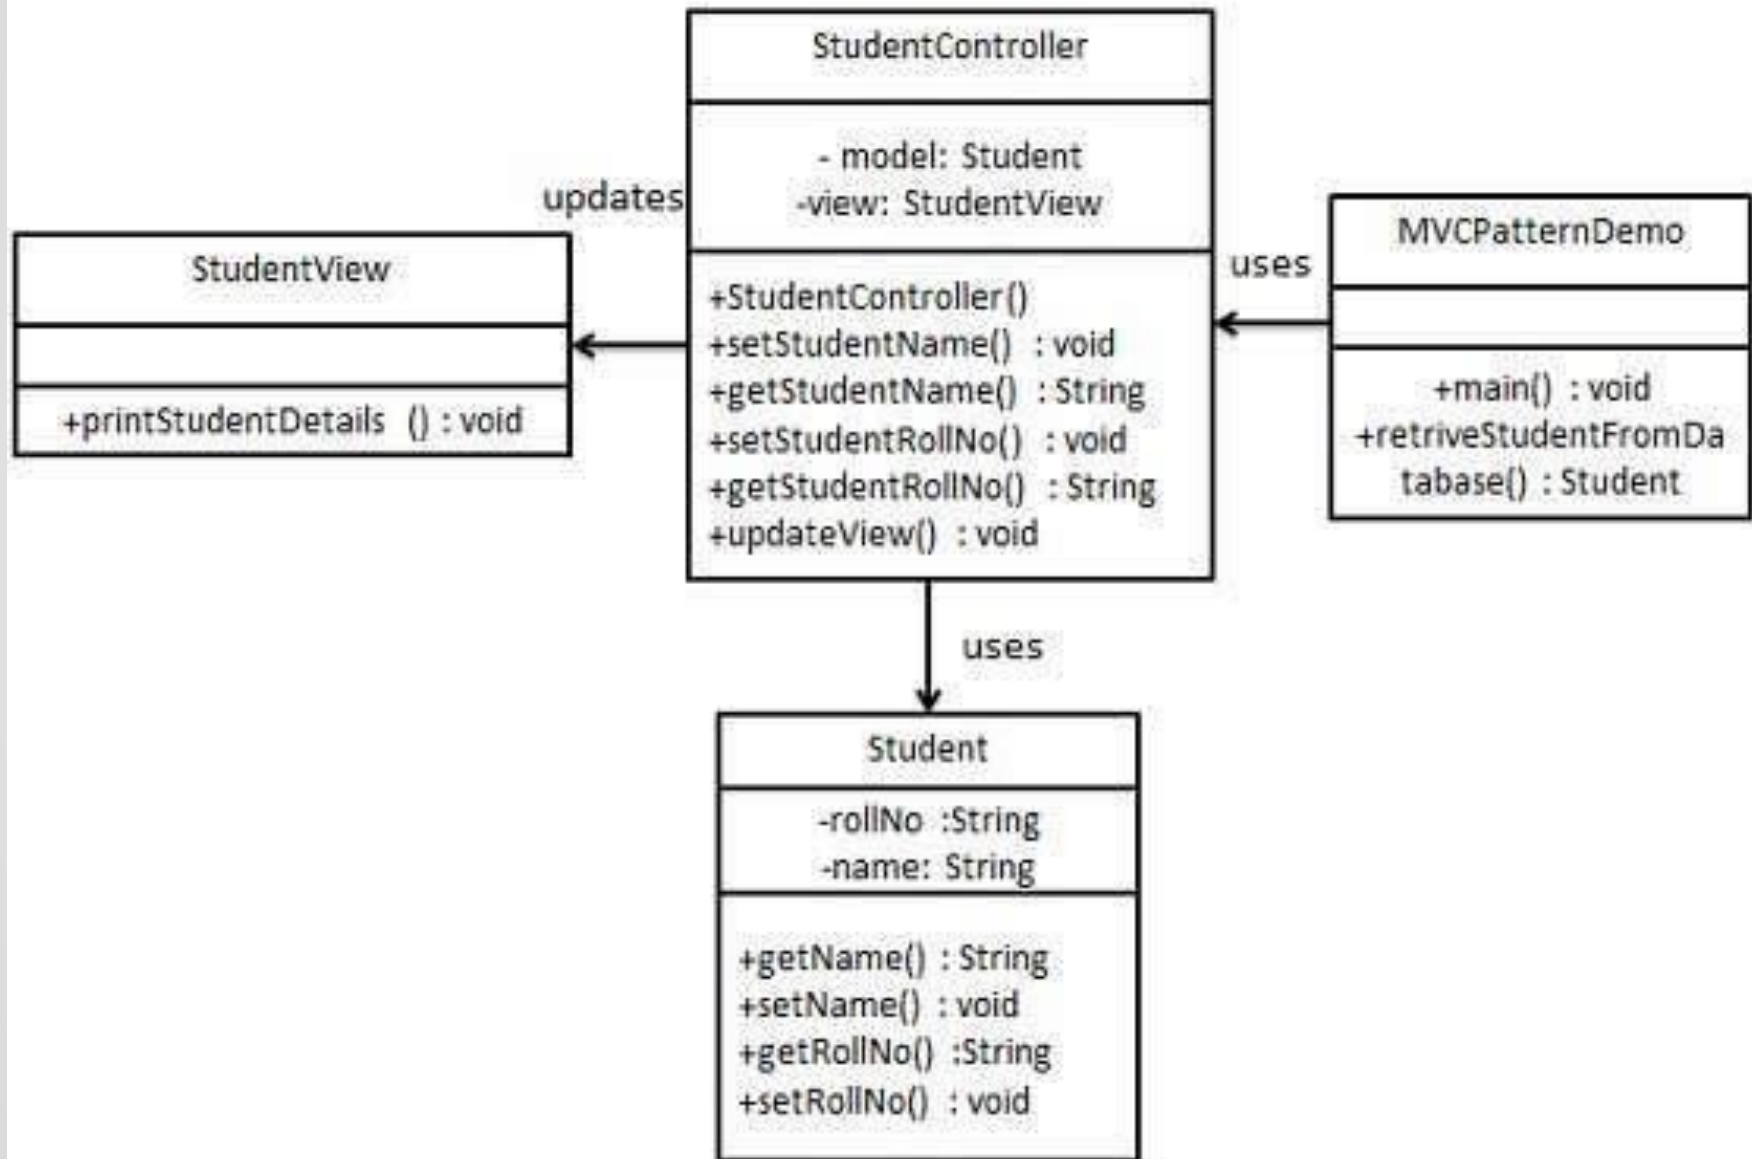 StudentController
- model: Student
-view: StudentView
+StudentController()
+setStudentName() : void
+getStudentName() : String
+setStudentRollNo() : void
+getStudentRollNo() : String
+updateView() : void
updates
StudentView
+printStudentDetails () : void
uses
MVCPatternDemo
+main() : void
+retriveStudentFromDa
tabase() : Student
uses
Student
-rollNo :String
-name: String
+getName() : String
+setName() : void
+getRollNo() :String
+setRollNo() : void